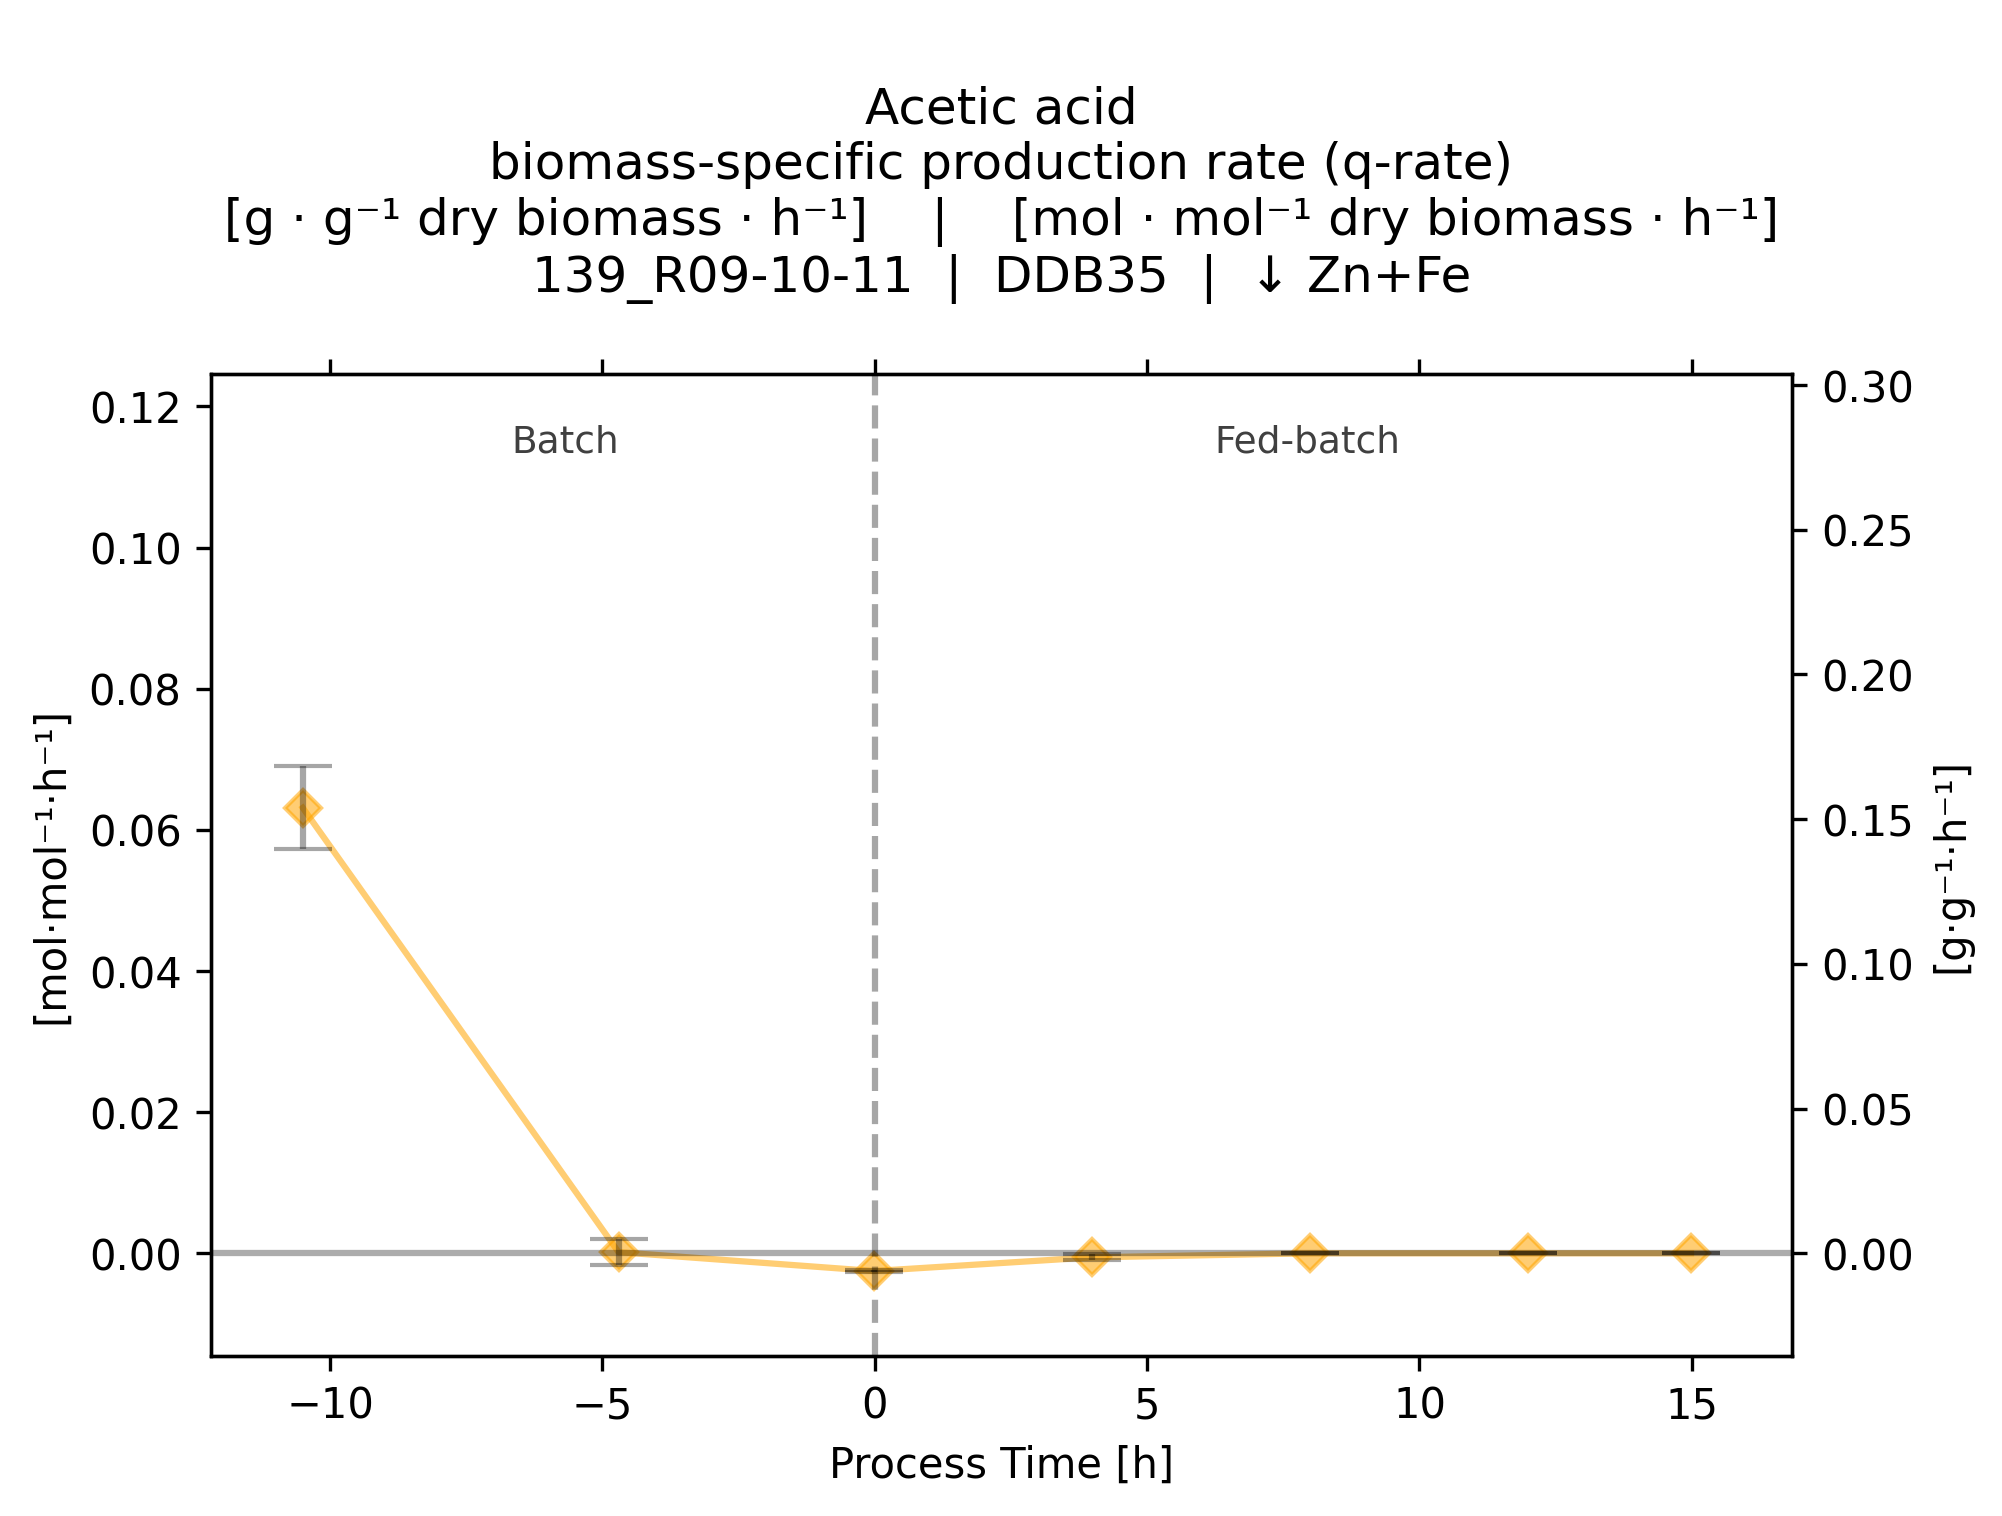 Acetic acid
biomass-specific production rate (q-rate)
[g · g⁻¹ dry biomass · h⁻¹]    |    [mol · mol⁻¹ dry biomass · h⁻¹]
139_R09-10-11  |  DDB35  |  ↓ Zn+Fe
Batch
Fed-batch
0.12
0.10
0.08
0.06
0.04
0.02
0.00
[mol·mol⁻¹·h⁻¹]
0.30
0.25
0.20
0.15
0.10
0.05
0.00
[g·g⁻¹·h⁻¹]
−10 −5 0 5 10 15
Process Time [h]